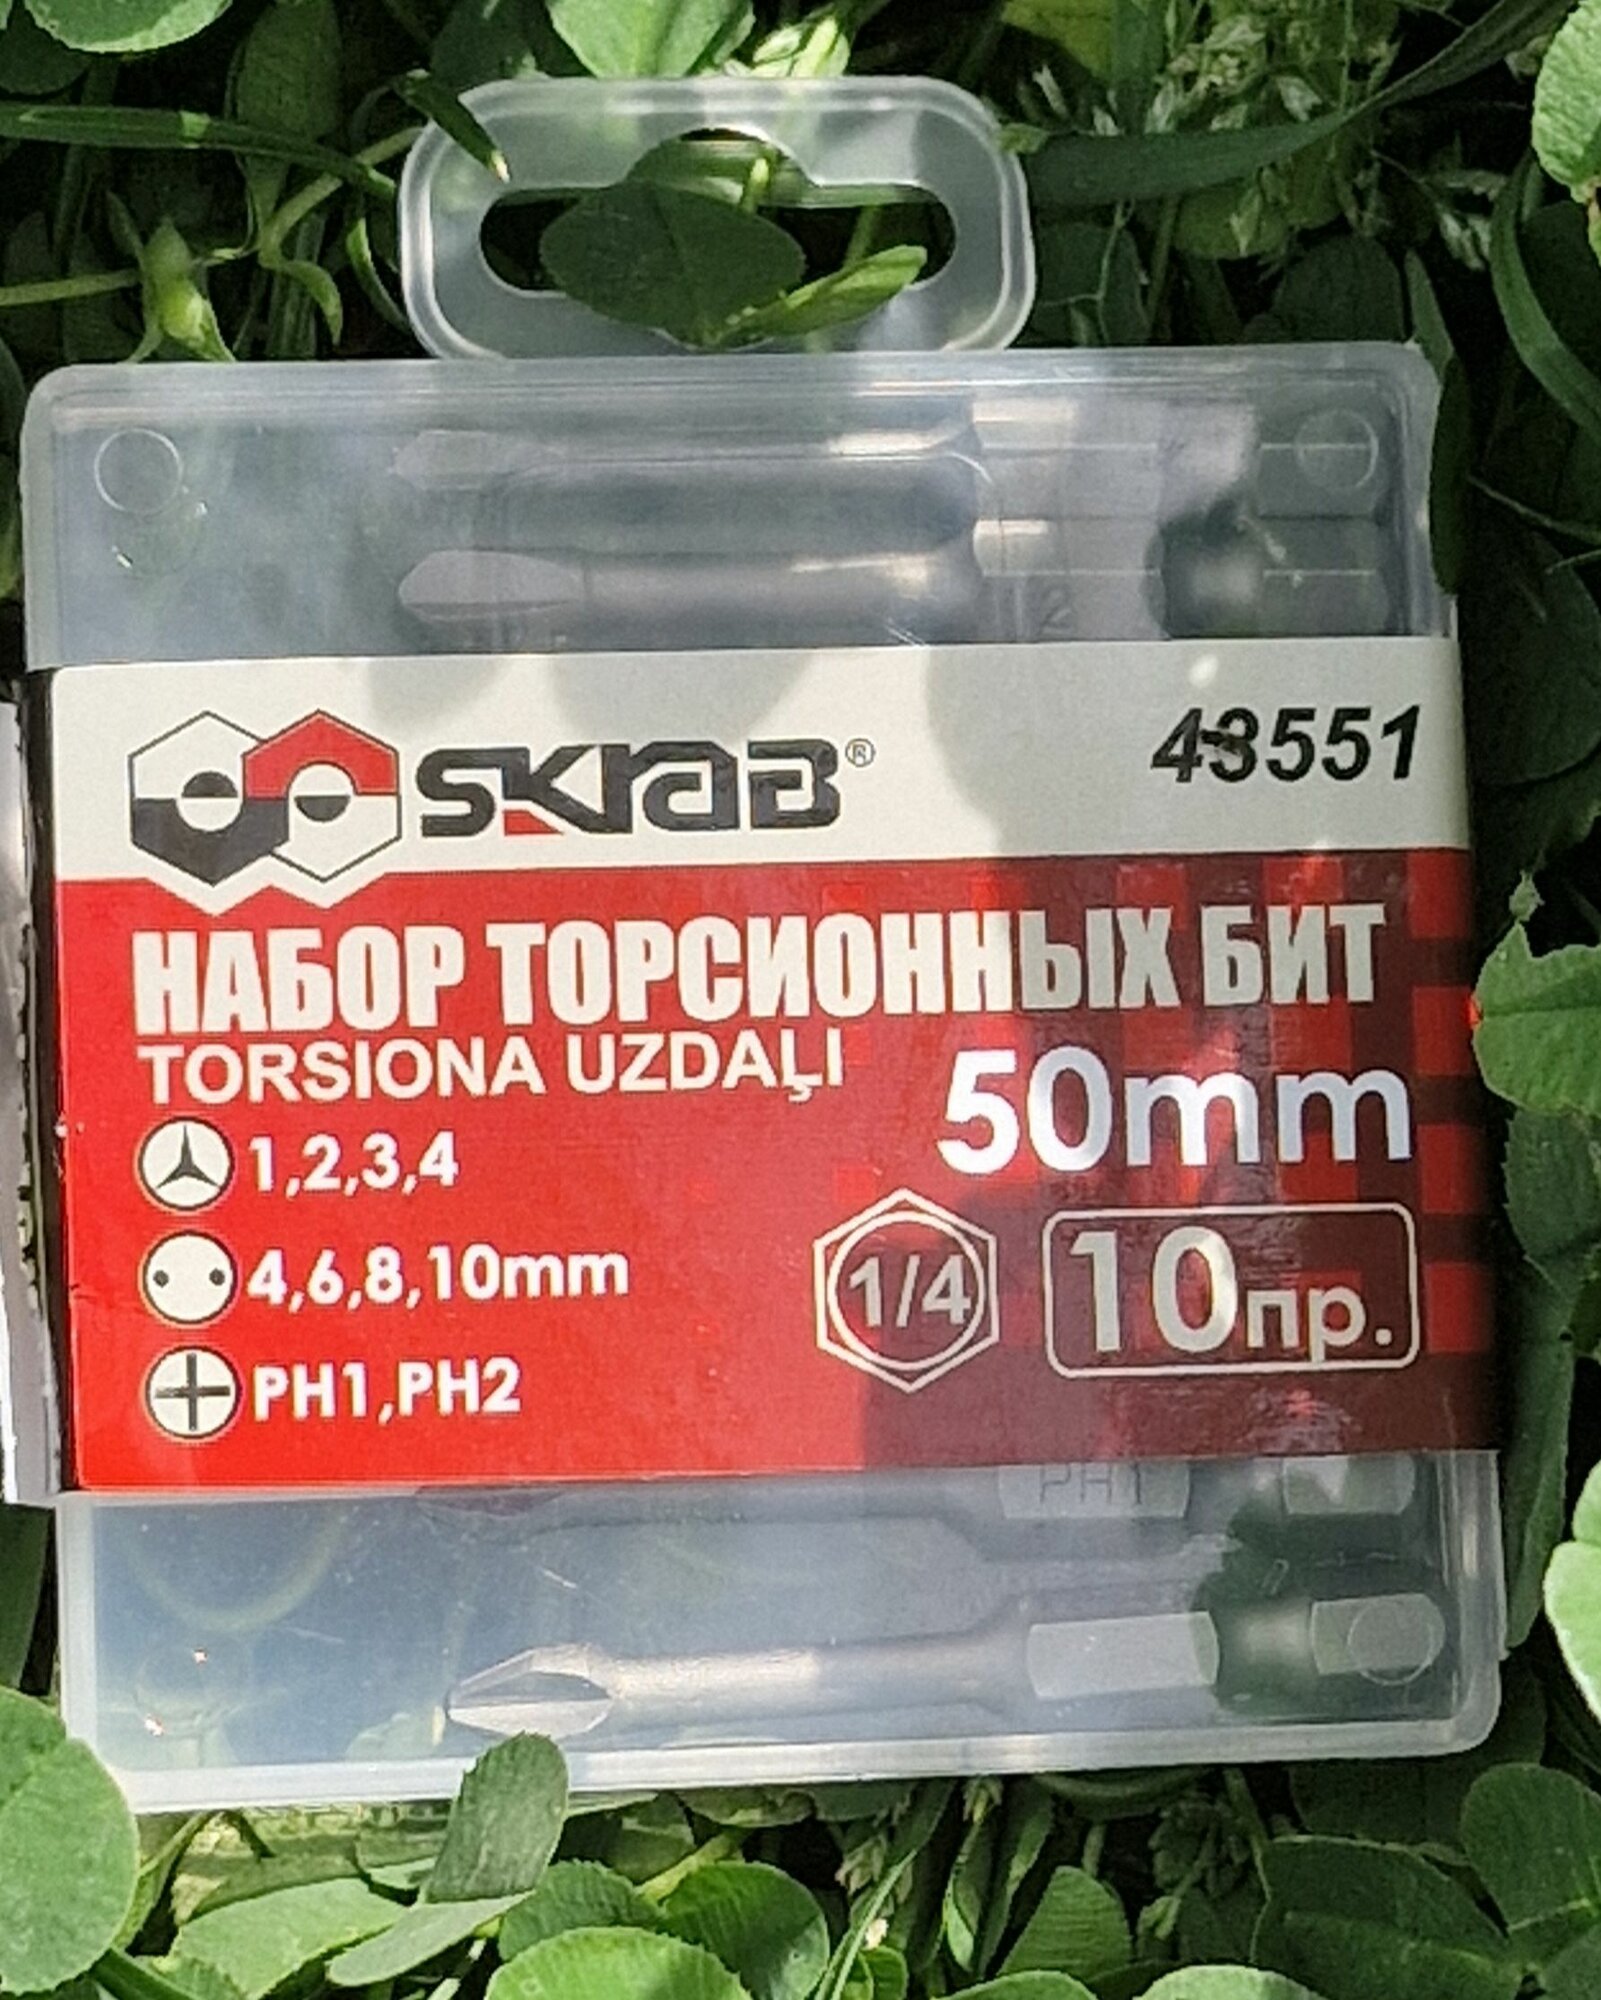 2
SKRAB®
43551
НАБОР ТОРСИОННЫХ БИТ
TORSIONA UZDAĻI
50mm
1,2,3,4
4,6,8,10mm
1/4
10пр.
PH1,PH2
PH1